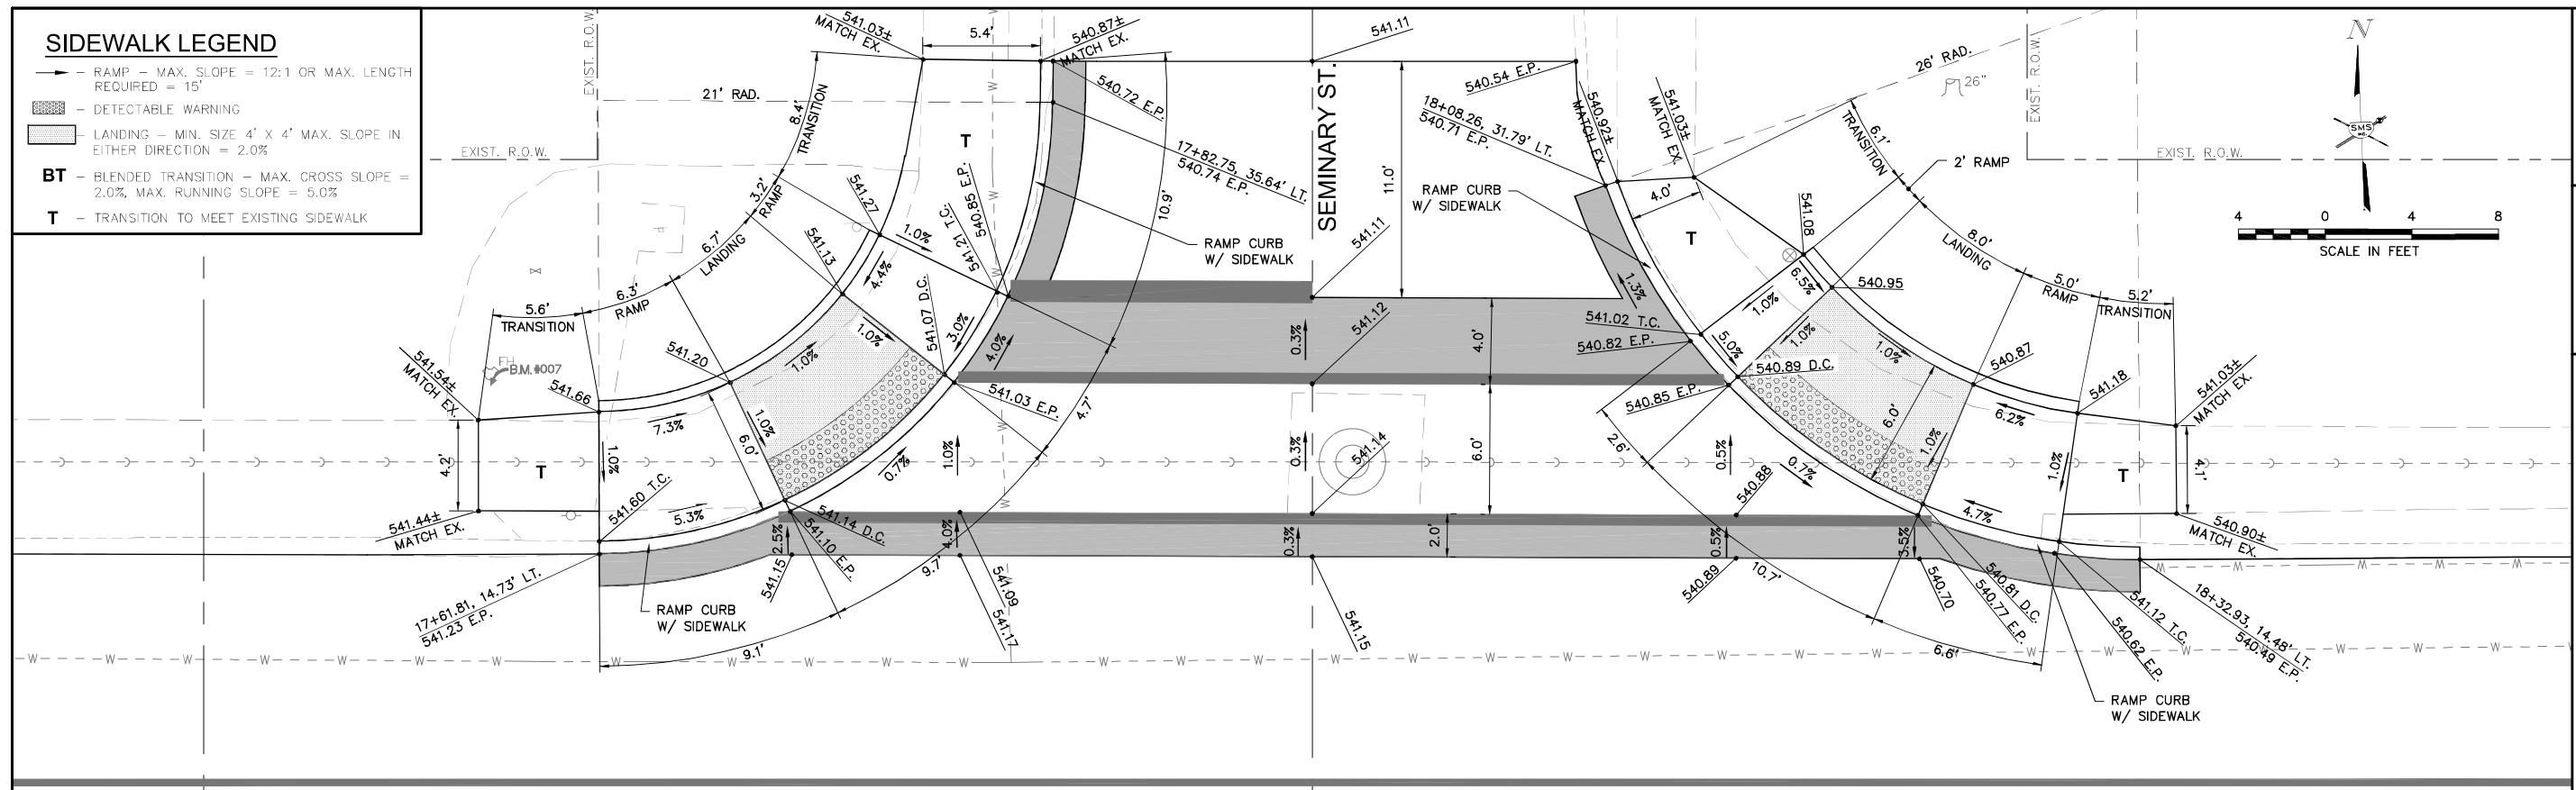 SIDEWALK LEGEND
- RAMP - MAX. SLOPE = 12:1 OR MAX. LENGTH
REQUIRED = 15'
- DETECTABLE WARNING
- LANDING - MIN. SIZE 4' X 4' MAX. SLOPE IN
EITHER DIRECTION = 2.0%
BT - BLENDED TRANSITION - MAX. CROSS SLOPE =
2.0%, MAX. RUNNING SLOPE = 5.0%
T - TRANSITION TO MEET EXISTING SIDEWALK
EXIST. R.O.W.
EXIST. R.O.W.
541.03±
MATCH EX.
5.4'
540.87±
MATCH EX.
541.11
21' RAD.
8.4'
TRANSITION
3.2'
RAMP
6.7'
LANDING
6.3'
RAMP
5.6'
TRANSITION
T
540.72 E.P.
17+82.75, 35.64' LT.
540.74 E.P.
10.9'
RAMP CURB
W/ SIDEWALK
541.27
1.0%
541.21 T.C.
540.85 E.P.
541.13
4.4%
1.0%
541.07 D.C.
3.0%
4.0%
541.20
1.0%
1.0%
6.0'
FH
B.M.#007
541.54±
MATCH EX.
541.66
7.3%
4.2'
T
1.0%
541.60 T.C.
5.3%
541.44±
MATCH EX.
541.14 D.C.
541.10 E.P.
2.5%
541.15
17+61.81, 14.73' LT.
541.23 E.P.
RAMP CURB
W/ SIDEWALK
9.1'
9.7'
4.7'
0.7%
1.0%
4.0%
541.03 E.P.
541.09
541.17
SEMINARY ST.
11.0'
541.11
0.3%
541.12
4.0'
0.3%
541.14
6.0'
0.3%
2.0'
541.15
540.54 E.P.
18+08.26, 31.79' LT.
540.71 E.P.
540.92±
MATCH EX.
541.03±
MATCH EX.
4.0'
RAMP CURB
W/ SIDEWALK
T
26' RAD.
26"
6.1'
TRANSITION
2' RAMP
8.0'
LANDING
5.0'
RAMP
5.2'
TRANSITION
541.08
6.5%
540.95
1.0%
1.0%
1.3%
541.02 T.C.
540.82 E.P.
5.0%
540.89 D.C.
540.85 E.P.
1.0%
540.87
6.0'
1.0%
541.18
6.2%
541.03±
MATCH EX.
2.6'
0.5%
0.7%
540.88
0.5%
540.89
10.7'
3.5%
540.70
4.7%
1.0%
T
4.1'
540.90±
MATCH EX.
540.81 D.C.
540.77 E.P.
541.12 T.C.
540.62 E.P.
18+32.93, 14.48' LT.
540.49 E.P.
6.6'
RAMP CURB
W/ SIDEWALK
EXIST. R.O.W.
EXIST. R.O.W.
N
SMS
4 0 4 8
SCALE IN FEET
W W W W W W W W W W W W W W W W W W W